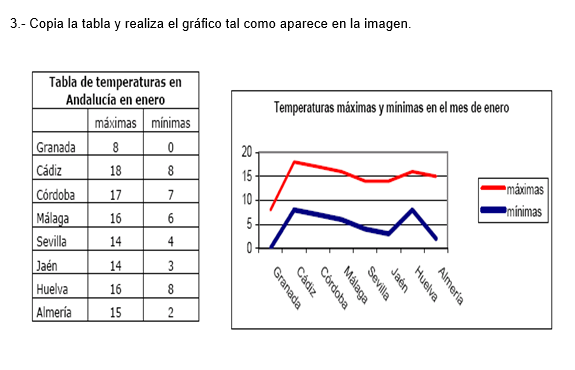 3.- Copia la tabla y realiza el gráfico tal como aparece en la imagen.
Tabla de temperaturas en
Andalucía en enero
máximas mínimas
Granada 8 0
Cádiz 18 8
Córdoba 17 7
Málaga 16 6
Sevilla 14 4
Jaén 14 3
Huelva 16 8
Almería 15 2
Temperaturas máximas y mínimas en el mes de enero
20
15
10
5
0
Granada
Cádiz
Córdoba
Málaga
Sevilla
Jaén
Huelva
Almería
máximas
mínimas